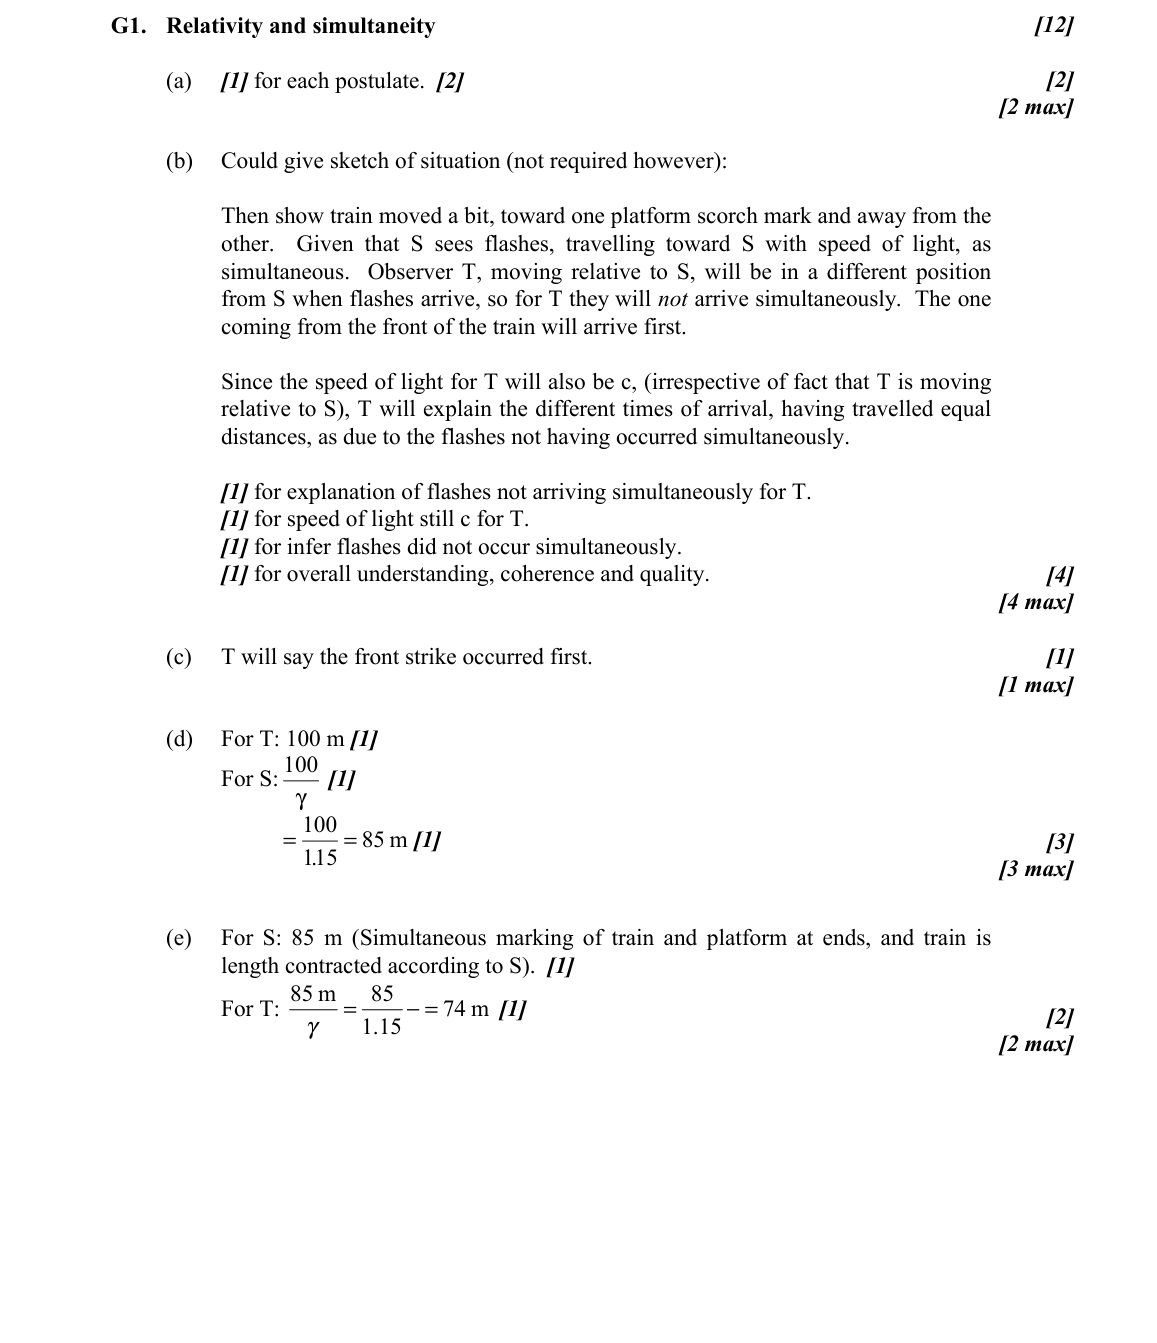 G1. Relativity and simultaneity [12]
(a) [1] for each postulate. [2] [2]
[2 max]
(b) Could give sketch of situation (not required however):
Then show train moved a bit, toward one platform scorch mark and away from the
other. Given that S sees flashes, travelling toward S with speed of light, as
simultaneous. Observer T, moving relative to S, will be in a different position
from S when flashes arrive, so for T they will not arrive simultaneously. The one
coming from the front of the train will arrive first.
Since the speed of light for T will also be c, (irrespective of fact that T is moving
relative to S), T will explain the different times of arrival, having travelled equal
distances, as due to the flashes not having occurred simultaneously.
[1] for explanation of flashes not arriving simultaneously for T.
[1] for speed of light still c for T.
[1] for infer flashes did not occur simultaneously.
[1] for overall understanding, coherence and quality. [4]
[4 max]
(c) T will say the front strike occurred first. [1]
[1 max]
(d) For T: 100 m [1]
For S: 100/γ [1]
= 100/1.15 = 85 m [1] [3]
[3 max]
(e) For S: 85 m (Simultaneous marking of train and platform at ends, and train is
length contracted according to S). [1]
For T: 85 m/γ = 85/1.15 – = 74 m [1] [2]
[2 max]